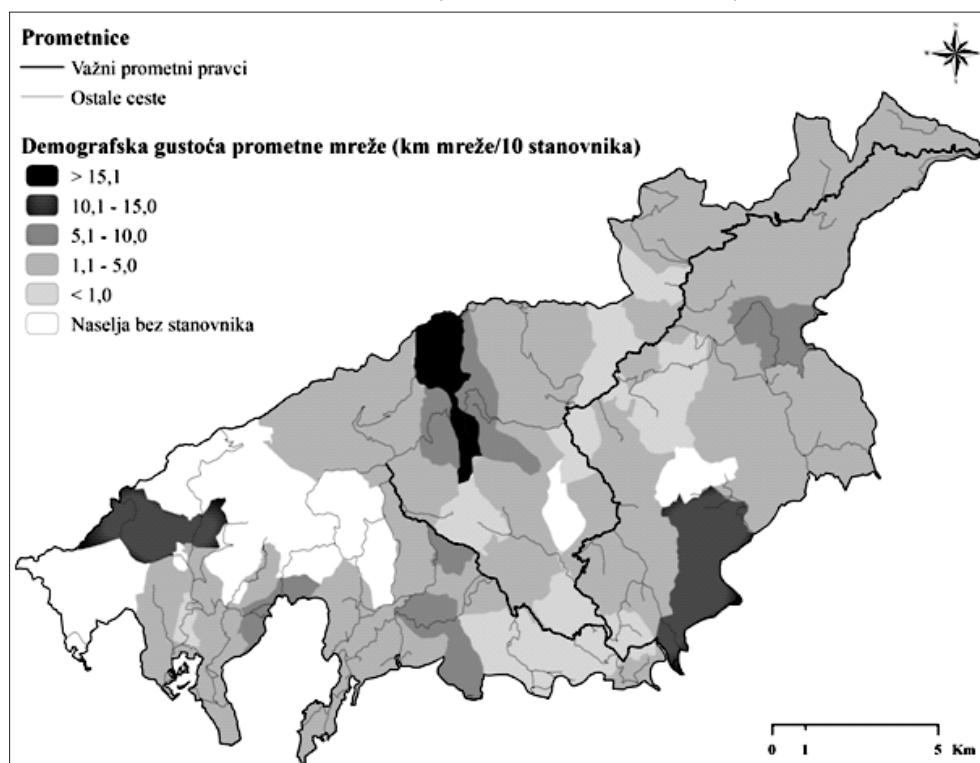 Prometnice
Važni prometni pravci
Ostale ceste
Demografska gustoća prometne mreže (km mreže/10 stanovnika)
> 15,1
10,1 - 15,0
5,1 - 10,0
1,1 - 5,0
< 1,0
Naselja bez stanovnika
0 1 5 Km